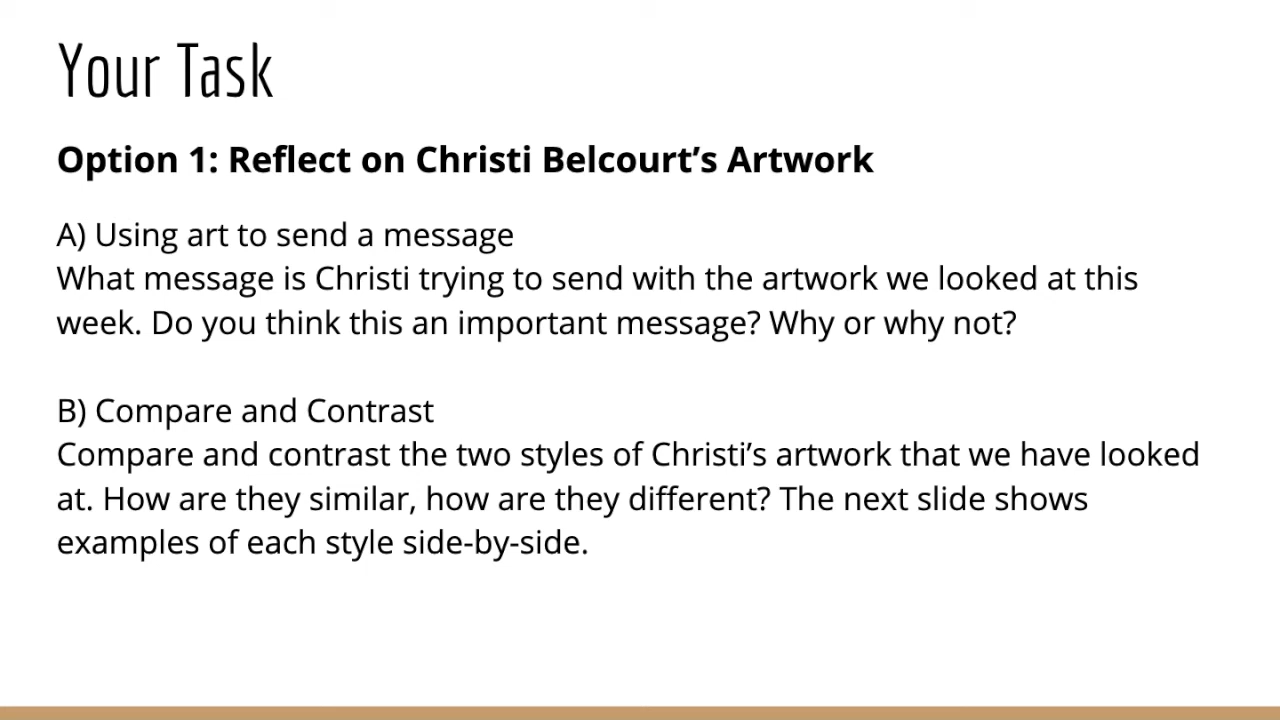 Your Task
Option 1: Reflect on Christi Belcourt’s Artwork
A) Using art to send a message
What message is Christi trying to send with the artwork we looked at this
week. Do you think this an important message? Why or why not?
B) Compare and Contrast
Compare and contrast the two styles of Christi’s artwork that we have looked
at. How are they similar, how are they different? The next slide shows
examples of each style side-by-side.